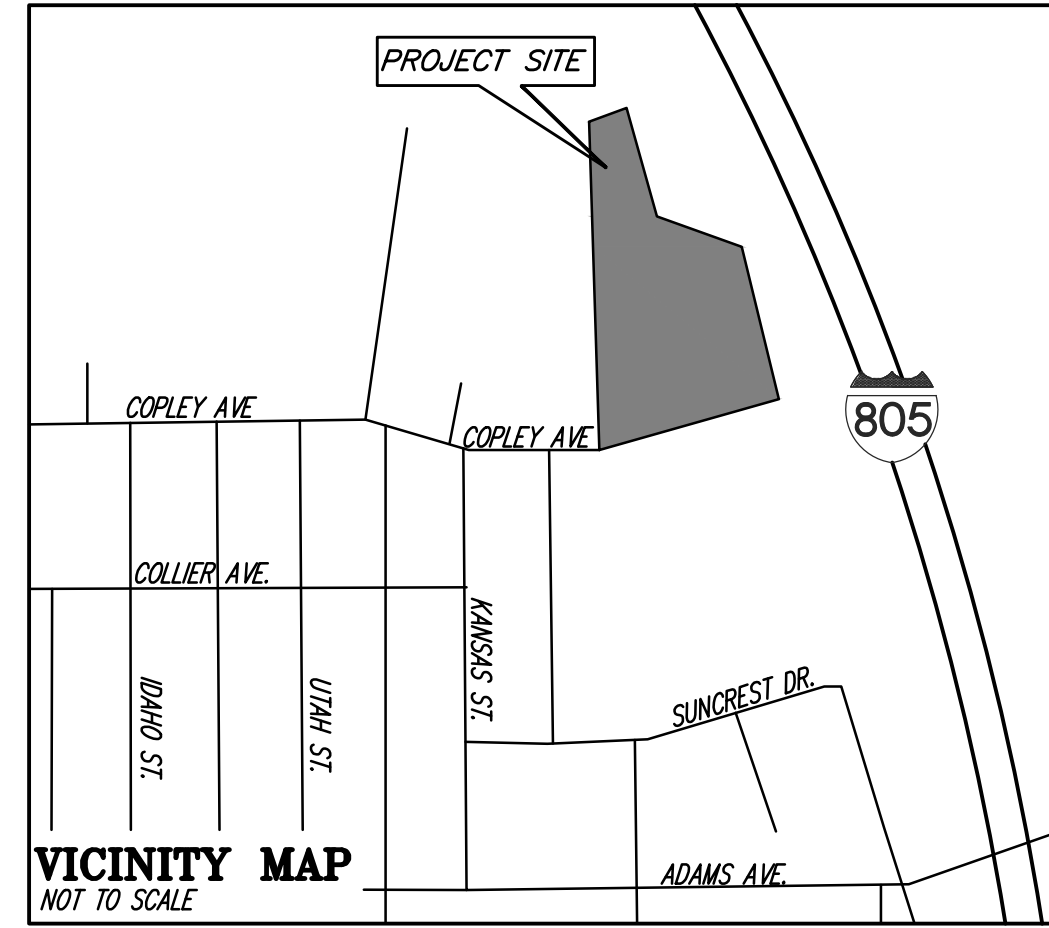 PROJECT SITE
COPLEY AVE
COPLEY AVE
805
COLLIER AVE.
KANSAS ST.
IDAHO ST.
UTAH ST.
SUNCREST DR.
VICINITY MAP
NOT TO SCALE
ADAMS AVE.